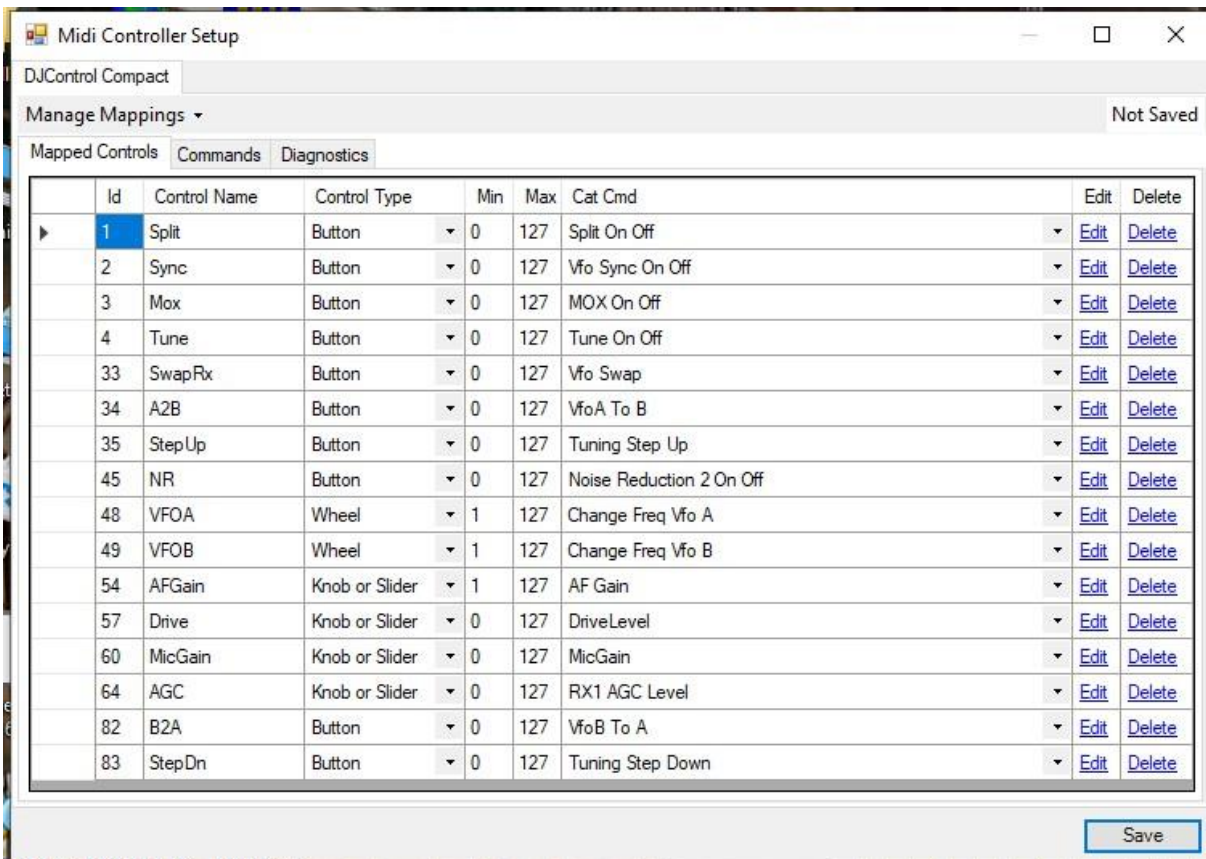 Midi Controller Setup
DJControl Compact
Manage Mappings Not Saved
Mapped Controls Commands Diagnostics
Id Control Name Control Type Min Max Cat Cmd Edit Delete
1 Split Button 0 127 Split On Off Edit Delete
2 Sync Button 0 127 Vfo Sync On Off Edit Delete
3 Mox Button 0 127 MOX On Off Edit Delete
4 Tune Button 0 127 Tune On Off Edit Delete
33 SwapRx Button 0 127 Vfo Swap Edit Delete
34 A2B Button 0 127 VfoA To B Edit Delete
35 StepUp Button 0 127 Tuning Step Up Edit Delete
45 NR Button 0 127 Noise Reduction 2 On Off Edit Delete
48 VFOA Wheel 1 127 Change Freq Vfo A Edit Delete
49 VFOB Wheel 1 127 Change Freq Vfo B Edit Delete
54 AFGain Knob or Slider 1 127 AF Gain Edit Delete
57 Drive Knob or Slider 0 127 DriveLevel Edit Delete
60 MicGain Knob or Slider 0 127 MicGain Edit Delete
64 AGC Knob or Slider 0 127 RX1 AGC Level Edit Delete
82 B2A Button 0 127 VfoB To A Edit Delete
83 StepDn Button 0 127 Tuning Step Down Edit Delete
Save